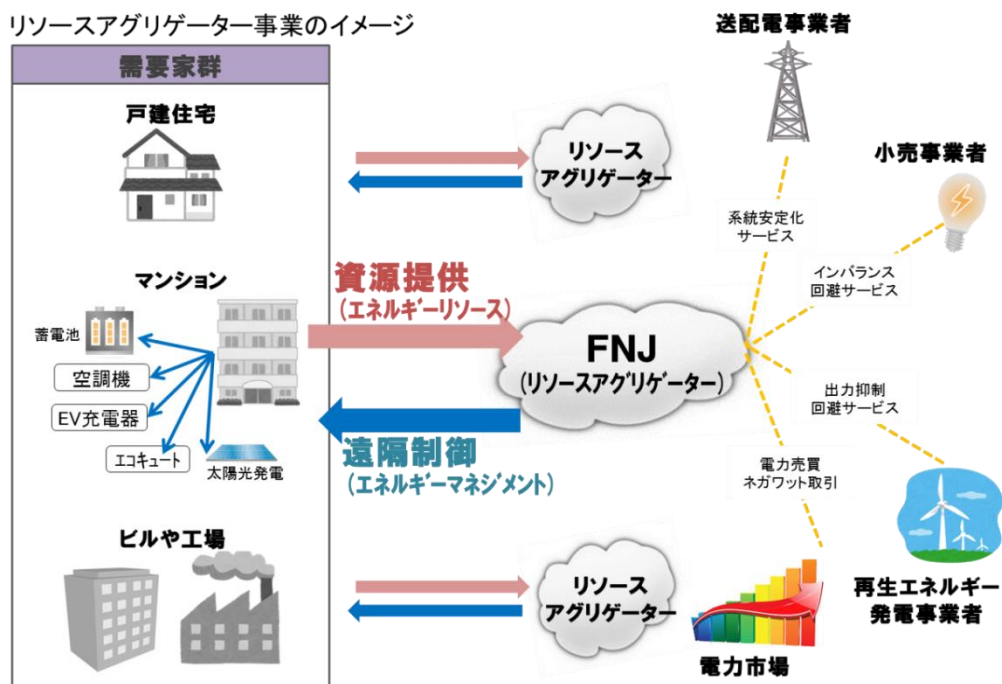 リソースアグリゲーター事業のイメージ
需要家群
戸建住宅
マンション
蓄電池
空調機
EV充電器
エコキュート
太陽光発電
ビルや工場
リソース
アグリゲーター
資源提供
(エネルギーリソース)
FNJ
(リソースアグリゲーター)
遠隔制御
(エネルギーマネジメント)
リソース
アグリゲーター
送配電事業者
小売事業者
系統安定化
サービス
インバランス
回避サービス
出力抑制
回避サービス
電力売買
ネガワット取引
再生エネルギー
発電事業者
電力市場